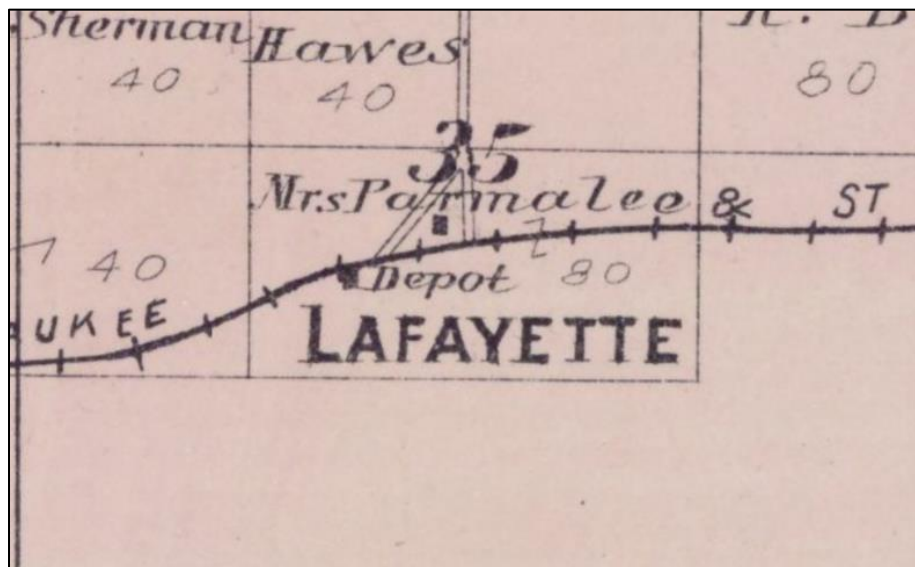 Sherman
40
Hawes
40
80
35
Mrs Parmalee
& ST
40
UKEE
Depot
80
LAFAYETTE